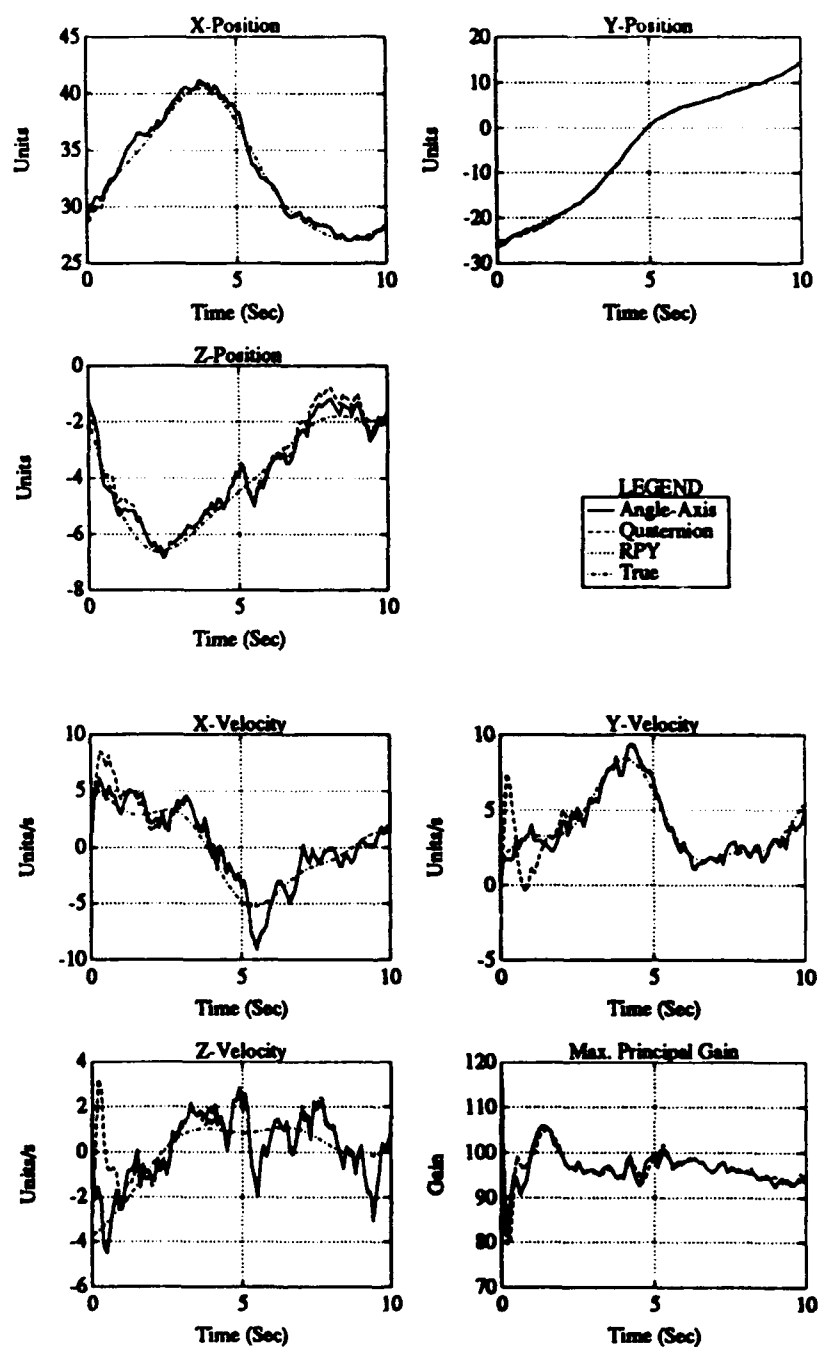 X-Position
45
40
35
30
25
Units
0
5
10
Time (Sec)
Y-Position
20
10
0
-10
-20
-30
Units
0
5
10
Time (Sec)
Z-Position
0
-2
-4
-6
-8
Units
0
5
10
Time (Sec)
LEGEND
Angle-Axis
Quaternion
RPY
True
X-Velocity
10
5
0
-5
-10
Units/s
0
5
10
Time (Sec)
Y-Velocity
10
5
0
-5
Units/s
0
5
10
Time (Sec)
Z-Velocity
4
2
0
-2
-4
-6
Units/s
0
5
10
Time (Sec)
Max. Principal Gain
120
110
100
90
80
70
Gain
0
5
10
Time (Sec)